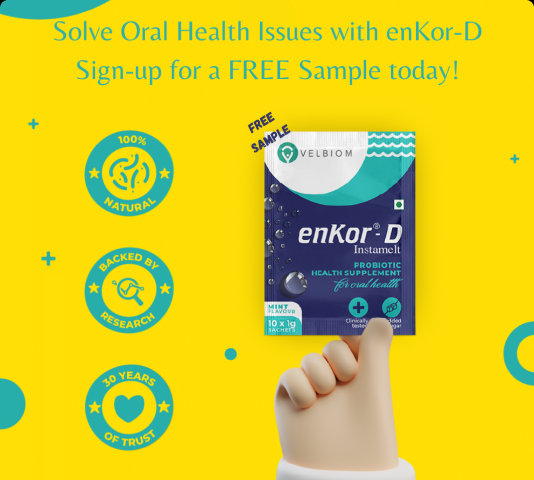 Solve Oral Health Issues with enKor-D
Sign-up for a FREE Sample today!
100%
NATURAL
BACKED BY
RESEARCH
30 YEARS
OF TRUST
FREE
SAMPLE
VELBIOM
enKor®-D
Instamelt
PROBIOTIC
HEALTH SUPPLEMENT
for oral health
MINT
FLAVOUR
10 x 1g
SACHETS
Clinically